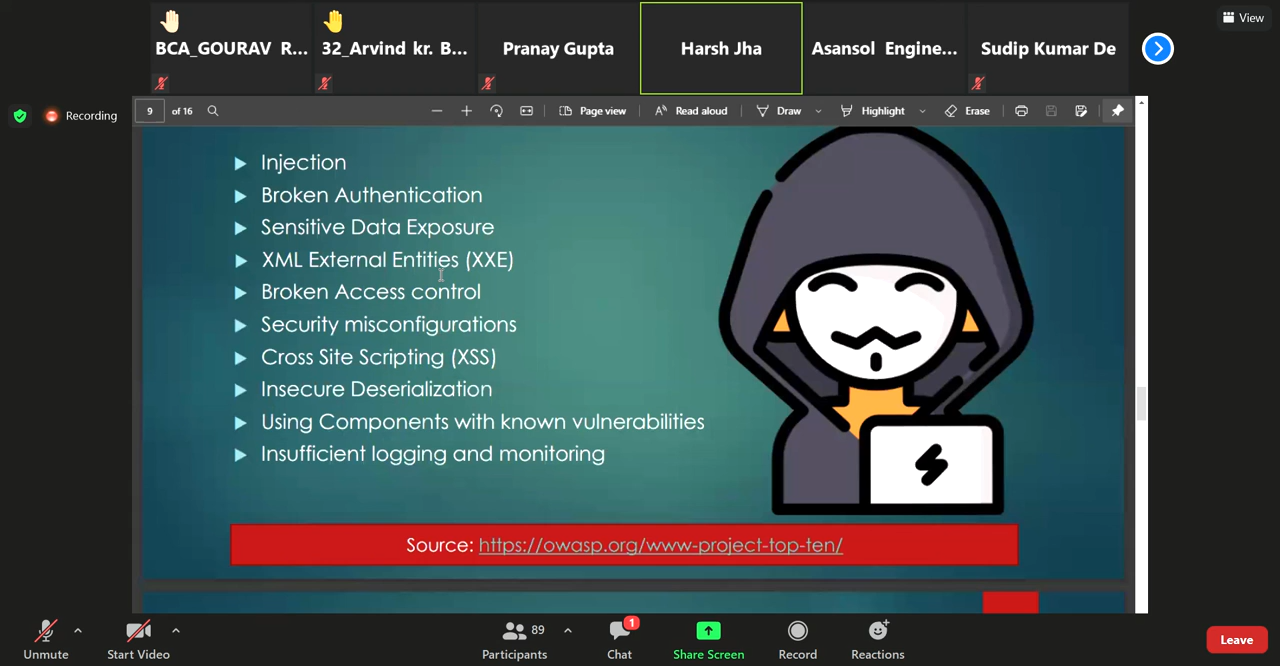 View
BCA_GOURAV R...
32_Arvind kr. B...
Pranay Gupta
Harsh Jha
Asansol Engine...
Sudip Kumar De
Recording
9 of 16
Page view
Read aloud
Draw
Highlight
Erase
Injection
Broken Authentication
Sensitive Data Exposure
XML External Entities (XXE)
Broken Access control
Security misconfigurations
Cross Site Scripting (XSS)
Insecure Deserialization
Using Components with known vulnerabilities
Insufficient logging and monitoring
Source: https://owasp.org/www-project-top-ten/
Unmute
Start Video
89
Participants
1
Chat
Share Screen
Record
Reactions
Leave